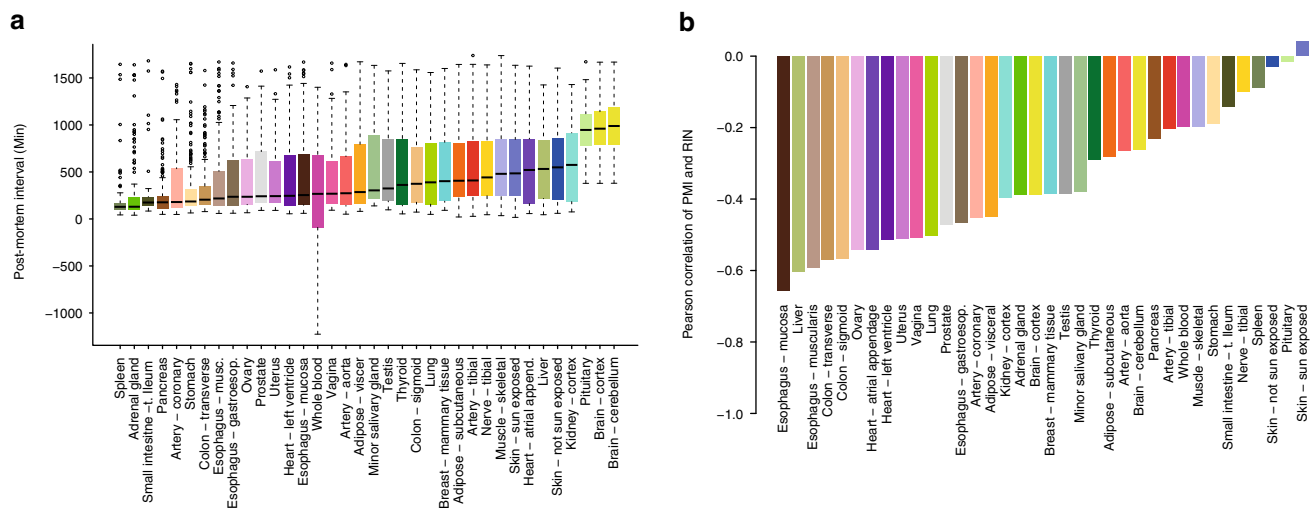 a
Post-mortem interval (Min)
1500
1000
500
0
−500
−1000
Spleen
Adrenal gland
Small intesitne –t. Ileum
Pancreas
Artery – coronary
Stomach
Colon – transverse
Esophagus – musc.
Esophagus – gastroesop.
Ovary
Prostate
Uterus
Heart – left ventricle
Esophagus – mucosa
Whole blood
Vagina
Artery – aorta
Adipose – viscer
Minor salivary gland
Testis
Thyroid
Colon – sigmoid
Lung
Breast – mammary tissue
Adipose – subcutaneous
Artery – tibial
Nerve – tibial
Muscle – skeletal
Skin – sun exposed
Heart – atrial append.
Liver
Skin – not sun exposed
Kidney – cortex
Pituitary
Brain – cortex
Brain – cerebellum
b
Pearson correlation of PMI and RIN
0.0
−0.2
−0.4
−0.6
−0.8
−1.0
Esophagus – mucosa
Liver
Esophagus – muscularis
Colon – transverse
Colon – sigmoid
Ovary
Heart – atrial appendage
Heart – left ventricle
Uterus
Vagina
Lung
Prostate
Esophagus – gastroesop.
Artery – coronary
Adipose – visceral
Kidney – cortex
Adrenal gland
Brain – cortex
Breast – mammary tissue
Testis
Minor salivary gland
Thyroid
Adipose – subcutaneous
Artery – aorta
Brain – cerebellum
Pancreas
Artery – tibial
Whole blood
Muscle – skeletal
Stomach
Small intestine – t. Ileum
Nerve – tibial
Spleen
Skin – not sun exposed
Pituitary
Skin – sun exposed